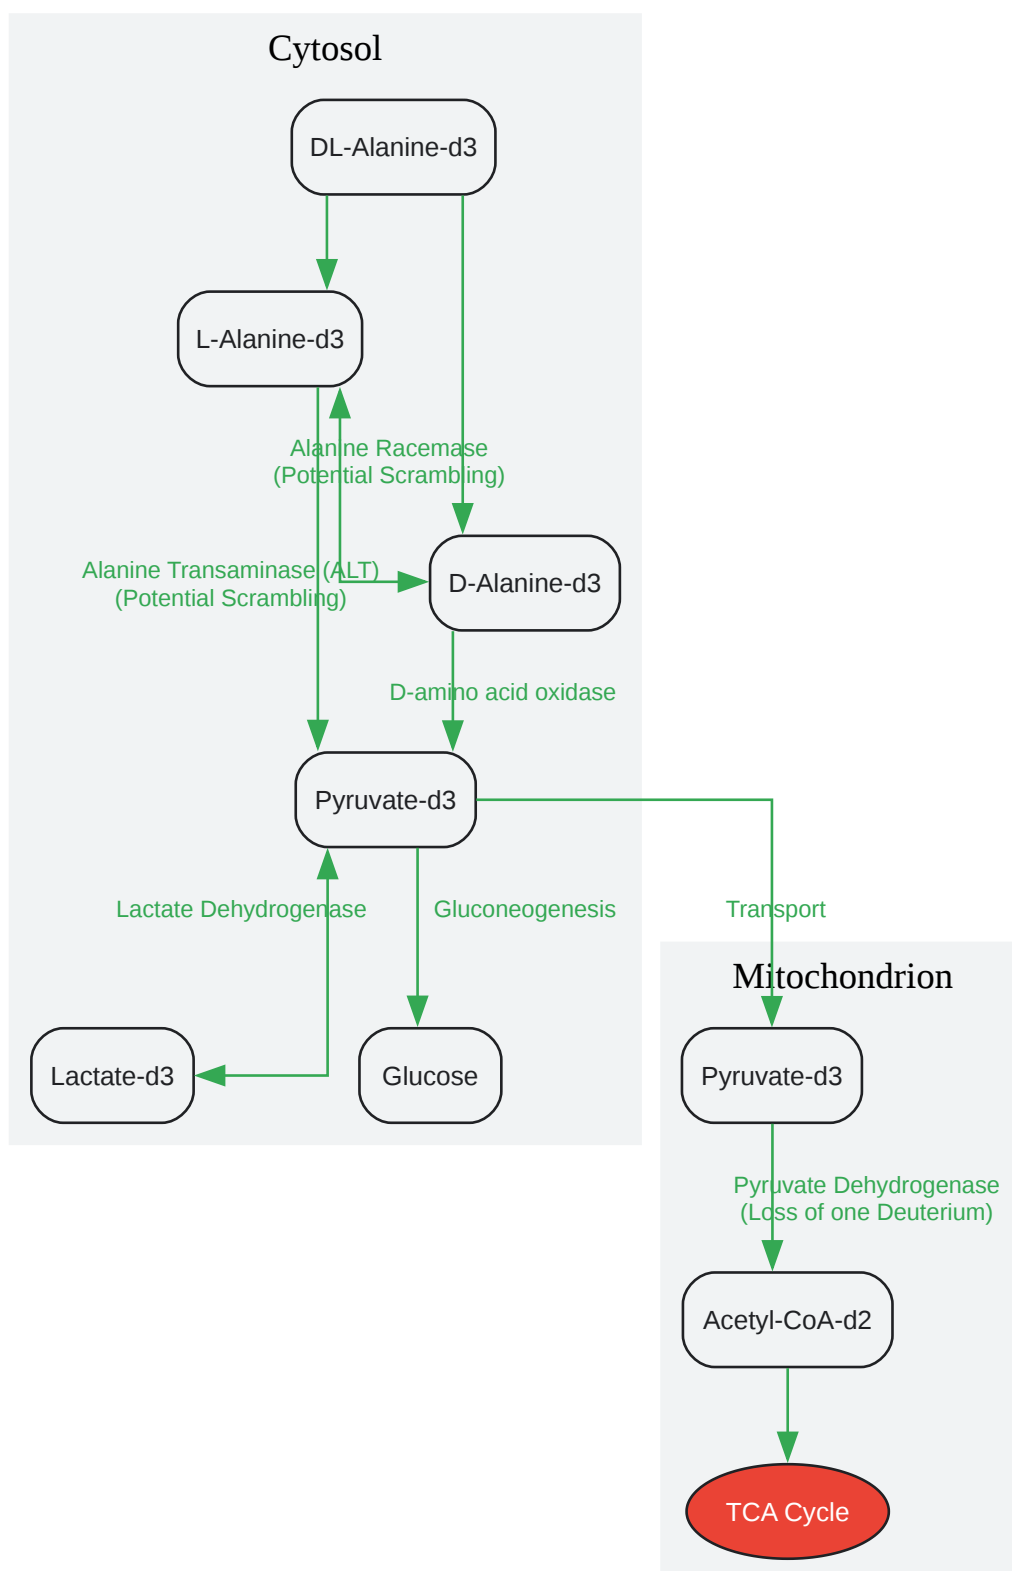 Cytosol
DL-Alanine-d3
L-Alanine-d3
Alanine Racemase
(Potential Scrambling)
Alanine Transaminase (ALT)
(Potential Scrambling)
D-Alanine-d3
D-amino acid oxidase
Pyruvate-d3
Lactate Dehydrogenase
Gluconeogenesis
Transport
Mitochondrion
Lactate-d3
Glucose
Pyruvate-d3
Pyruvate Dehydrogenase
(Loss of one Deuterium)
Acetyl-CoA-d2
TCA Cycle